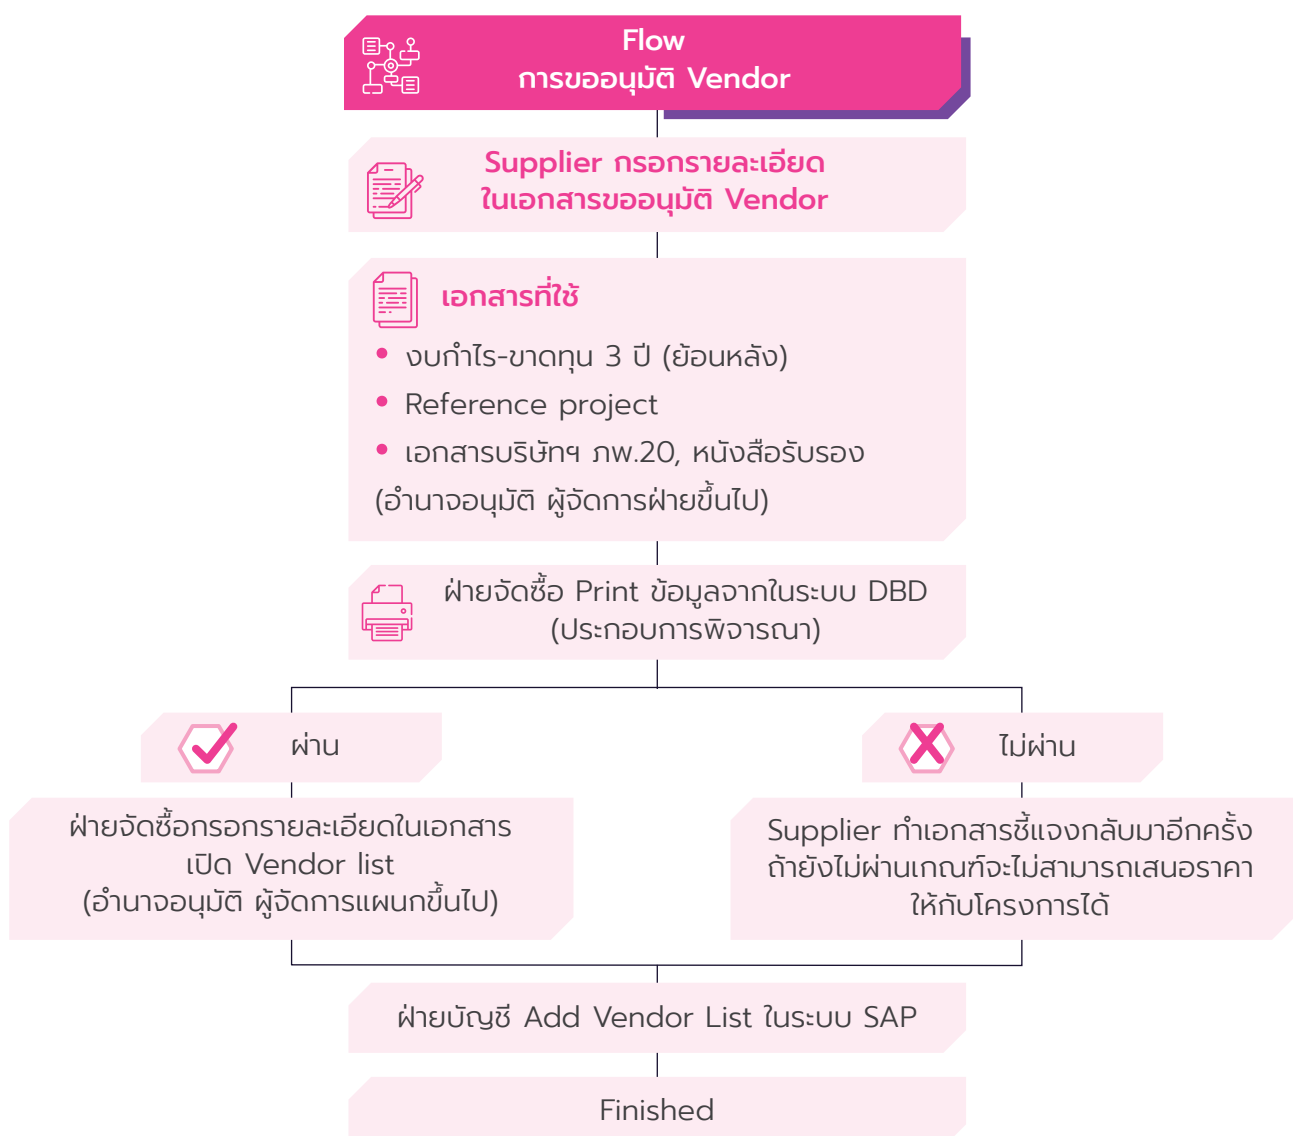 Flow
การขออนุมัติ Vendor
Supplier กรอกรายละเอียด
ในเอกสารขออนุมัติ Vendor
เอกสารที่ใช้
• งบกำไร-ขาดทุน 3 ปี (ย้อนหลัง)
• Reference project
• เอกสารบริษัทฯ ภพ.20, หนังสือรับรอง
(อำนาจอนุมัติ ผู้จัดการฝ่ายขึ้นไป)
ฝ่ายจัดซื้อ Print ข้อมูลจากในระบบ DBD
(ประกอบการพิจารณา)
ผ่าน
ไม่ผ่าน
ฝ่ายจัดซื้อกรอกรายละเอียดในเอกสาร
เปิด Vendor list
(อำนาจอนุมัติ ผู้จัดการแผนกขึ้นไป)
Supplier ทำเอกสารชี้แจงกลับมาอีกครั้ง
ถ้ายังไม่ผ่านเกณฑ์จะไม่สามารถเสนอราคา
ให้กับโครงการได้
ฝ่ายบัญชี Add Vendor List ในระบบ SAP
Finished